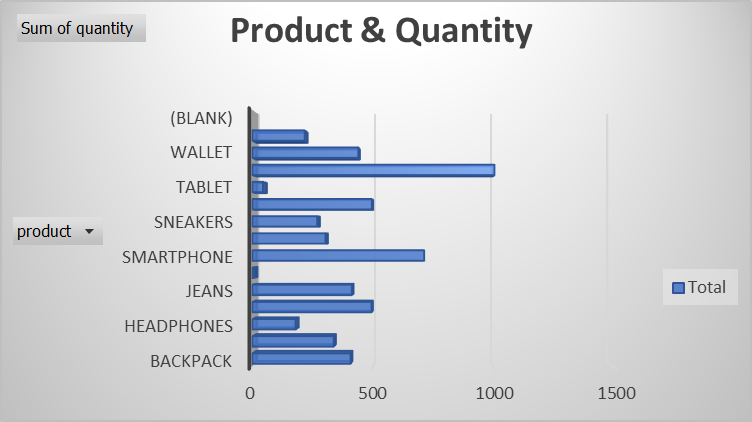 Sum of quantity
Product & Quantity
(BLANK)
WALLET
TABLET
SNEAKERS
product
SMARTPHONE
JEANS
Total
HEADPHONES
BACKPACK
0 500 1000 1500